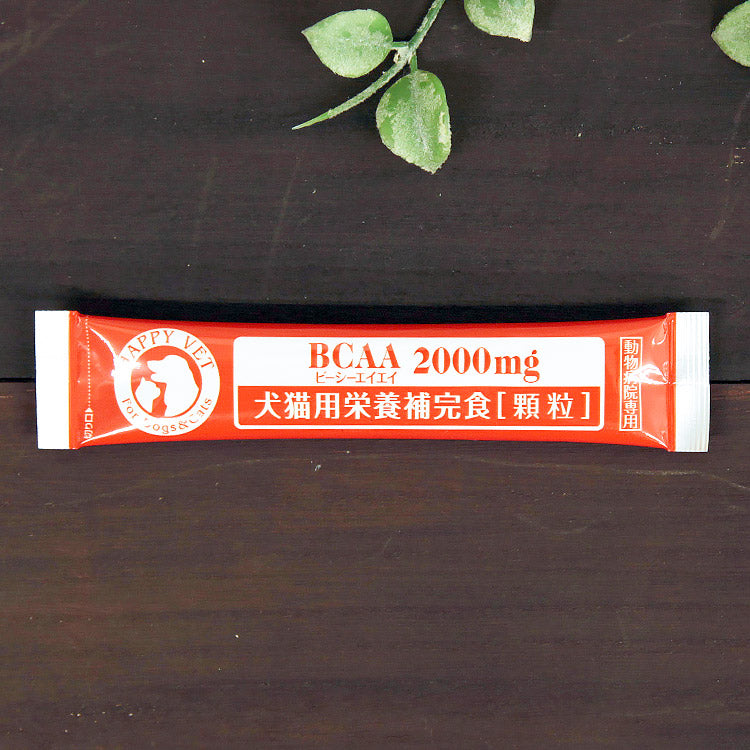 HAPPY VET
For Dogs&Cats
BCAA 2000mg
ビーシーエイエイ
犬猫用栄養補完食[顆粒]
動物病院専用